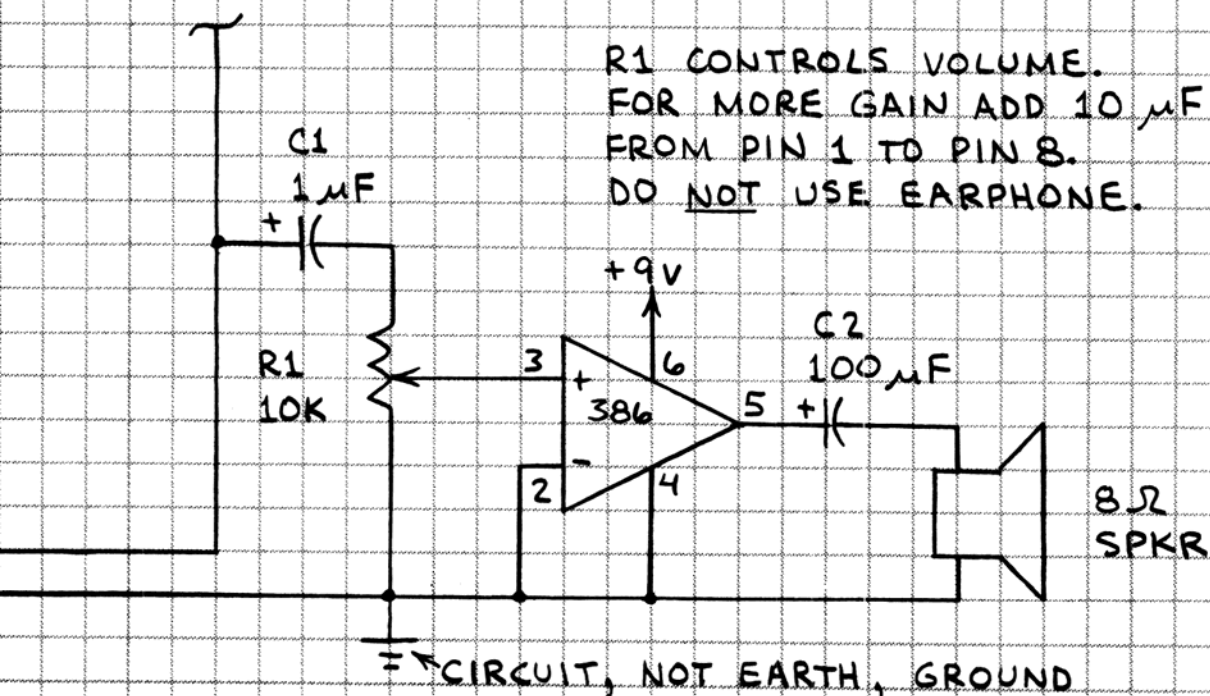 R1 CONTROLS VOLUME.
FOR MORE GAIN ADD 10 µF
FROM PIN 1 TO PIN 8.
DO NOT USE EARPHONE.
C1
1 µF
+
+9V
C2
100 µF
R1
10K
3
+
6
386
5
+
-
2
4
8Ω
SPKR
CIRCUIT, NOT EARTH, GROUND